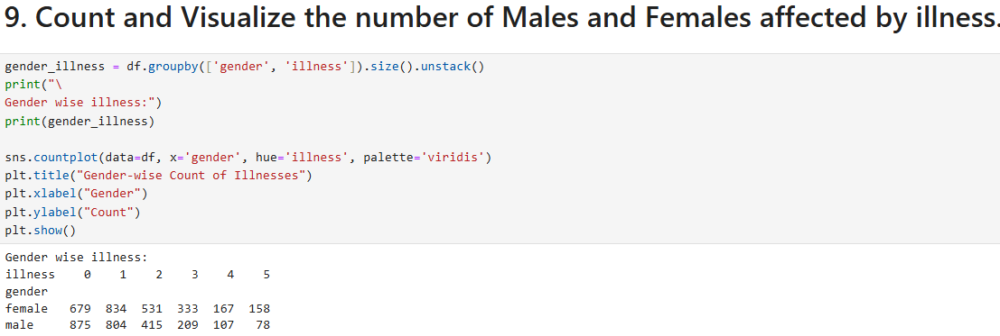 9. Count and Visualize the number of Males and Females affected by illness.
gender_illness = df.groupby(['gender', 'illness']).size().unstack()
print("\
Gender wise illness:")
print(gender_illness)
sns.countplot(data=df, x='gender', hue='illness', palette='viridis')
plt.title("Gender-wise Count of Illnesses")
plt.xlabel("Gender")
plt.ylabel("Count")
plt.show()
Gender wise illness:
illness    0    1    2    3    4    5
gender
female   679  834  531  333  167  158
male     875  804  415  209  107   78